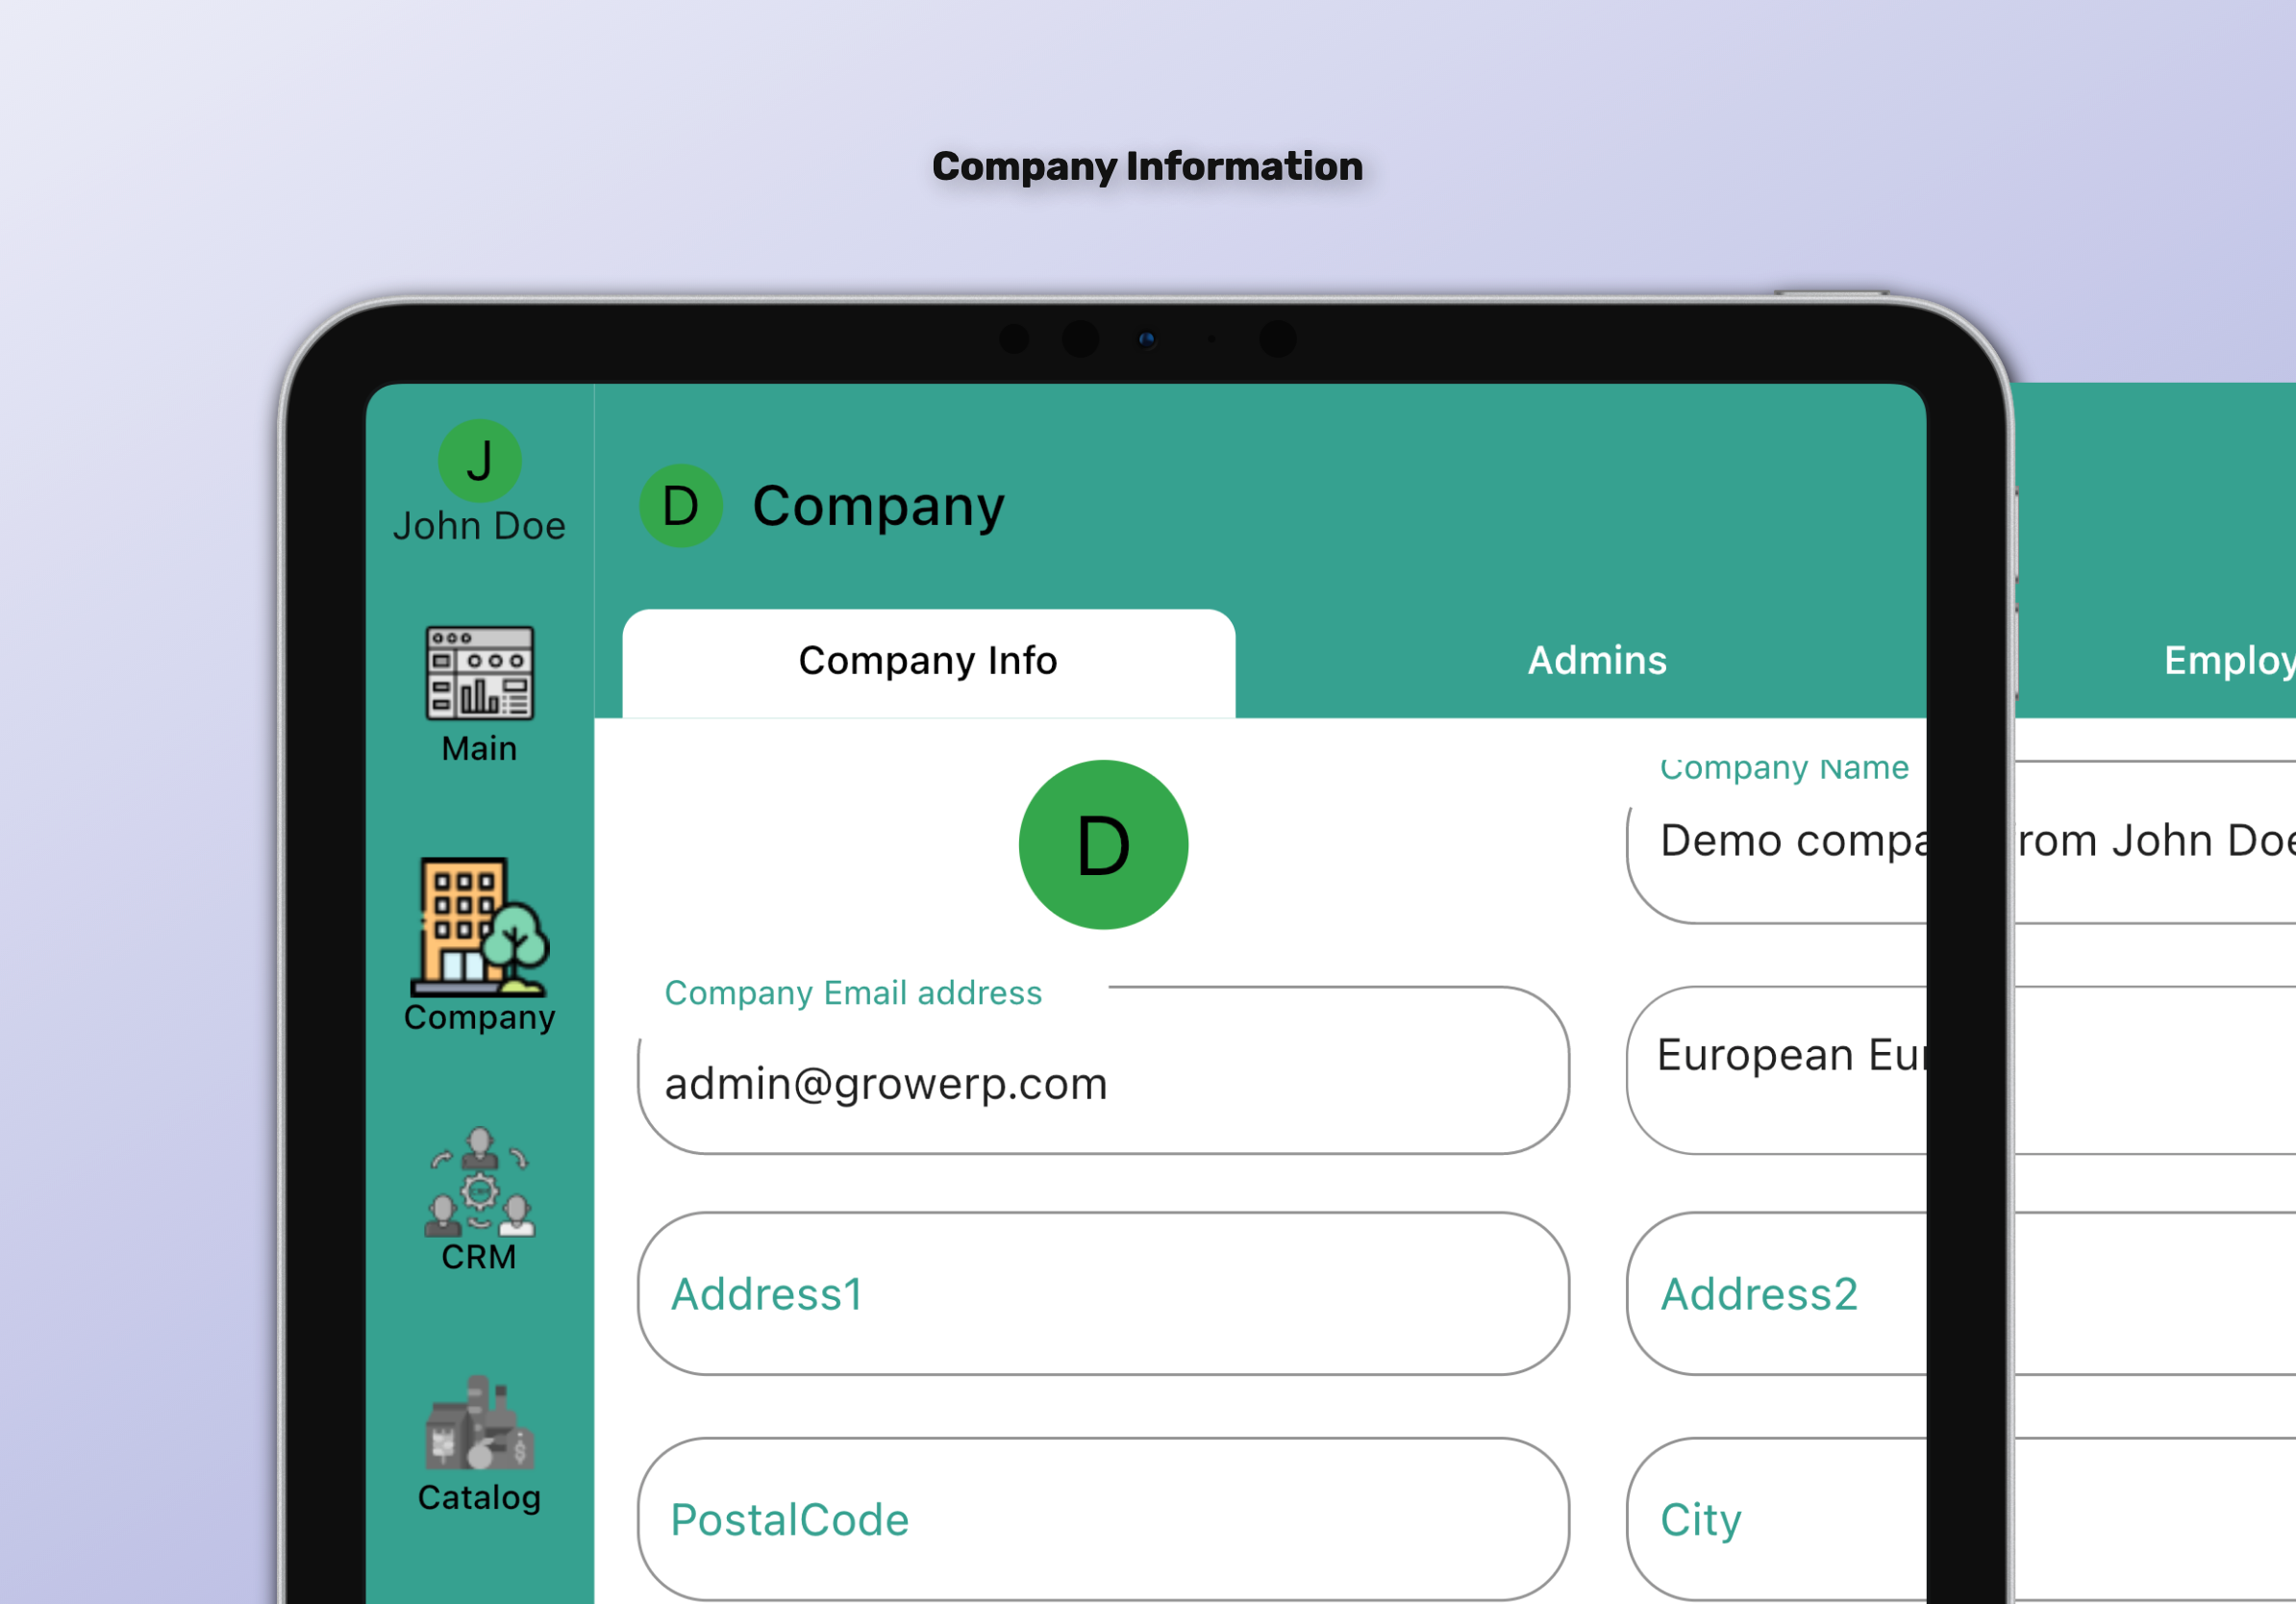 Company Information
J
John Doe
D Company
Main
Company
CRM
Catalog
Company Info Admins Employ
D
Company Name
Demo compa rom John Doe
Company Email address
admin@growerp.com
European Eur
Address1 Address2
PostalCode City